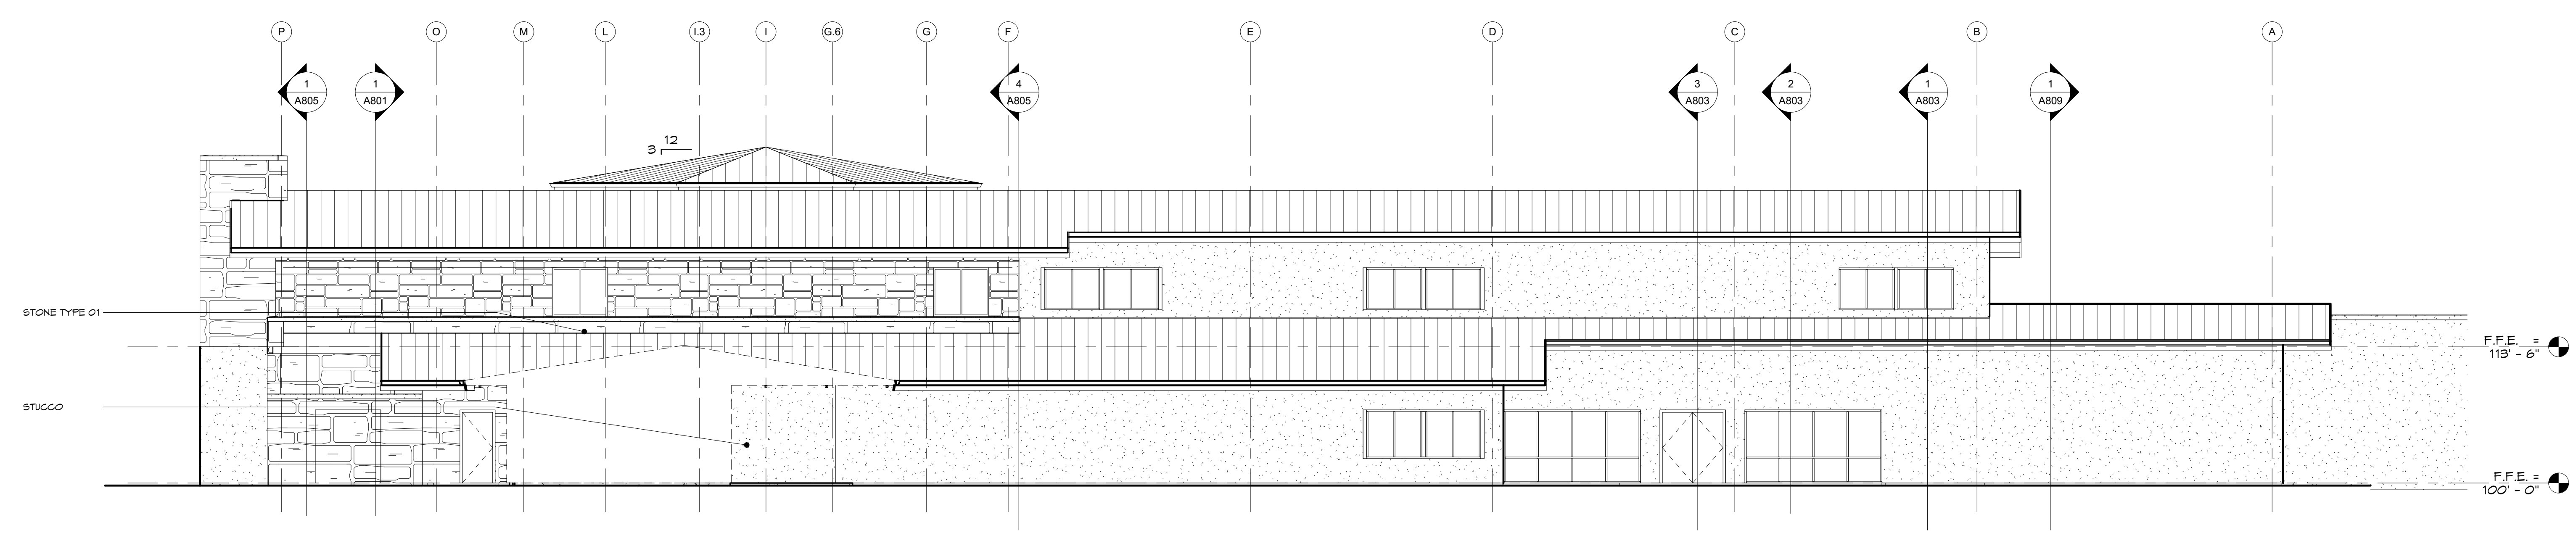 P
O
M
L
I.3
I
G.6
G
F
E
D
C
B
A
1
A805
1
A801
4
A805
3
A803
2
A803
1
A803
1
A809
12
3
STONE TYPE 01
F.F.E. =
113' - 6"
STUCCO
F.F.E. =
100' - 0"